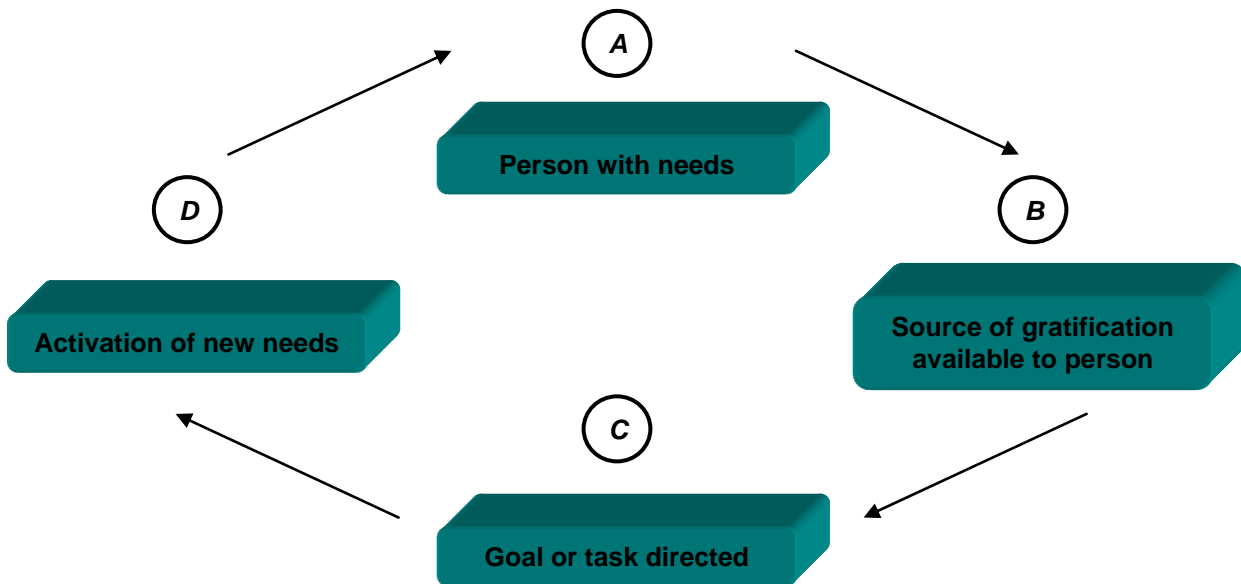 A
Person with needs
D
B
Activation of new needs
Source of gratification
available to person
C
Goal or task directed